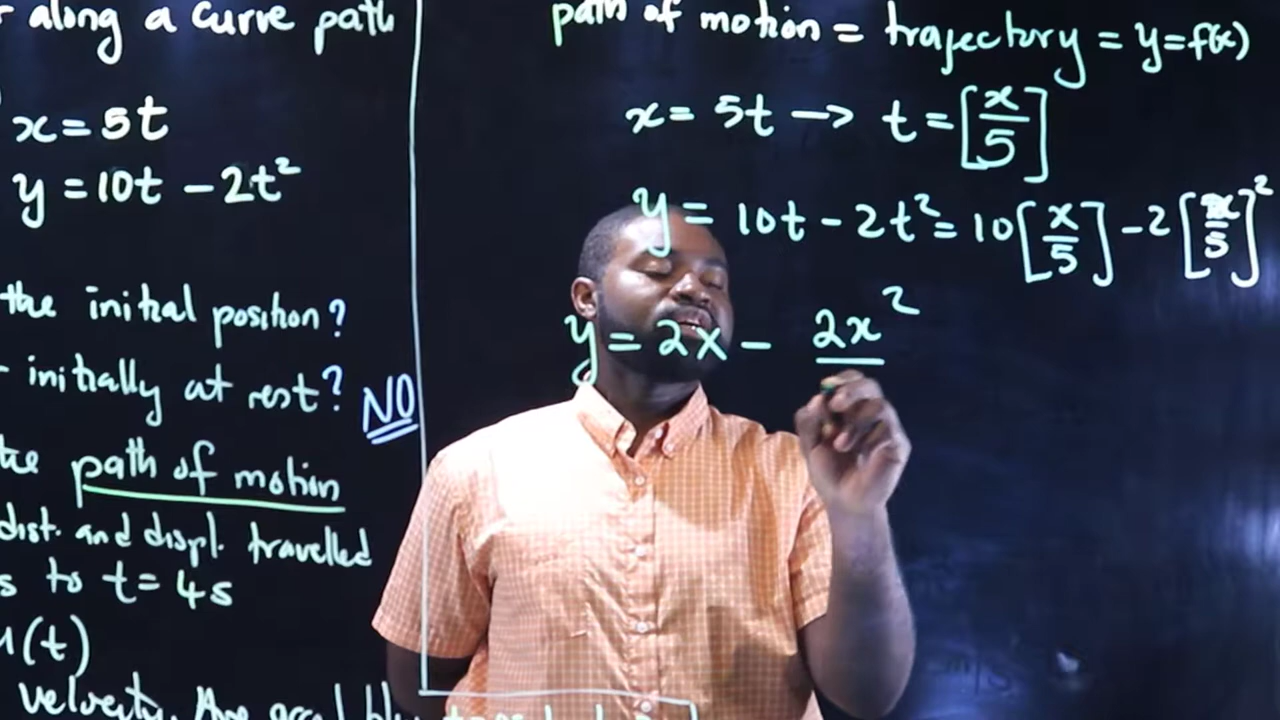 along a curve path
x = 5t
y = 10t - 2t²
the initial position?
initially at rest? NO
the path of motion
dist. and displ. travelled
s to t = 4s
(t)
velocity.
path of motion = trajectory = y = f(x)
x = 5t → t = [x/5]
y = 10t - 2t² = 10[x/5] - 2[x/5]²
y = 2x - 2x²